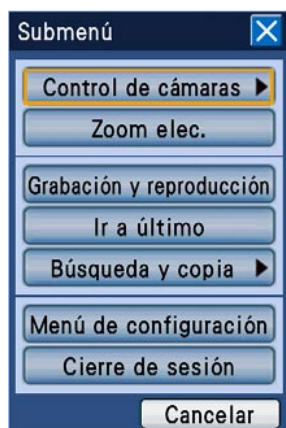 Submenú
Control de cámaras
Zoom elec.
Grabación y reproducción
Ir a último
Búsqueda y copia
Menú de configuración
Cierre de sesión
Cancelar